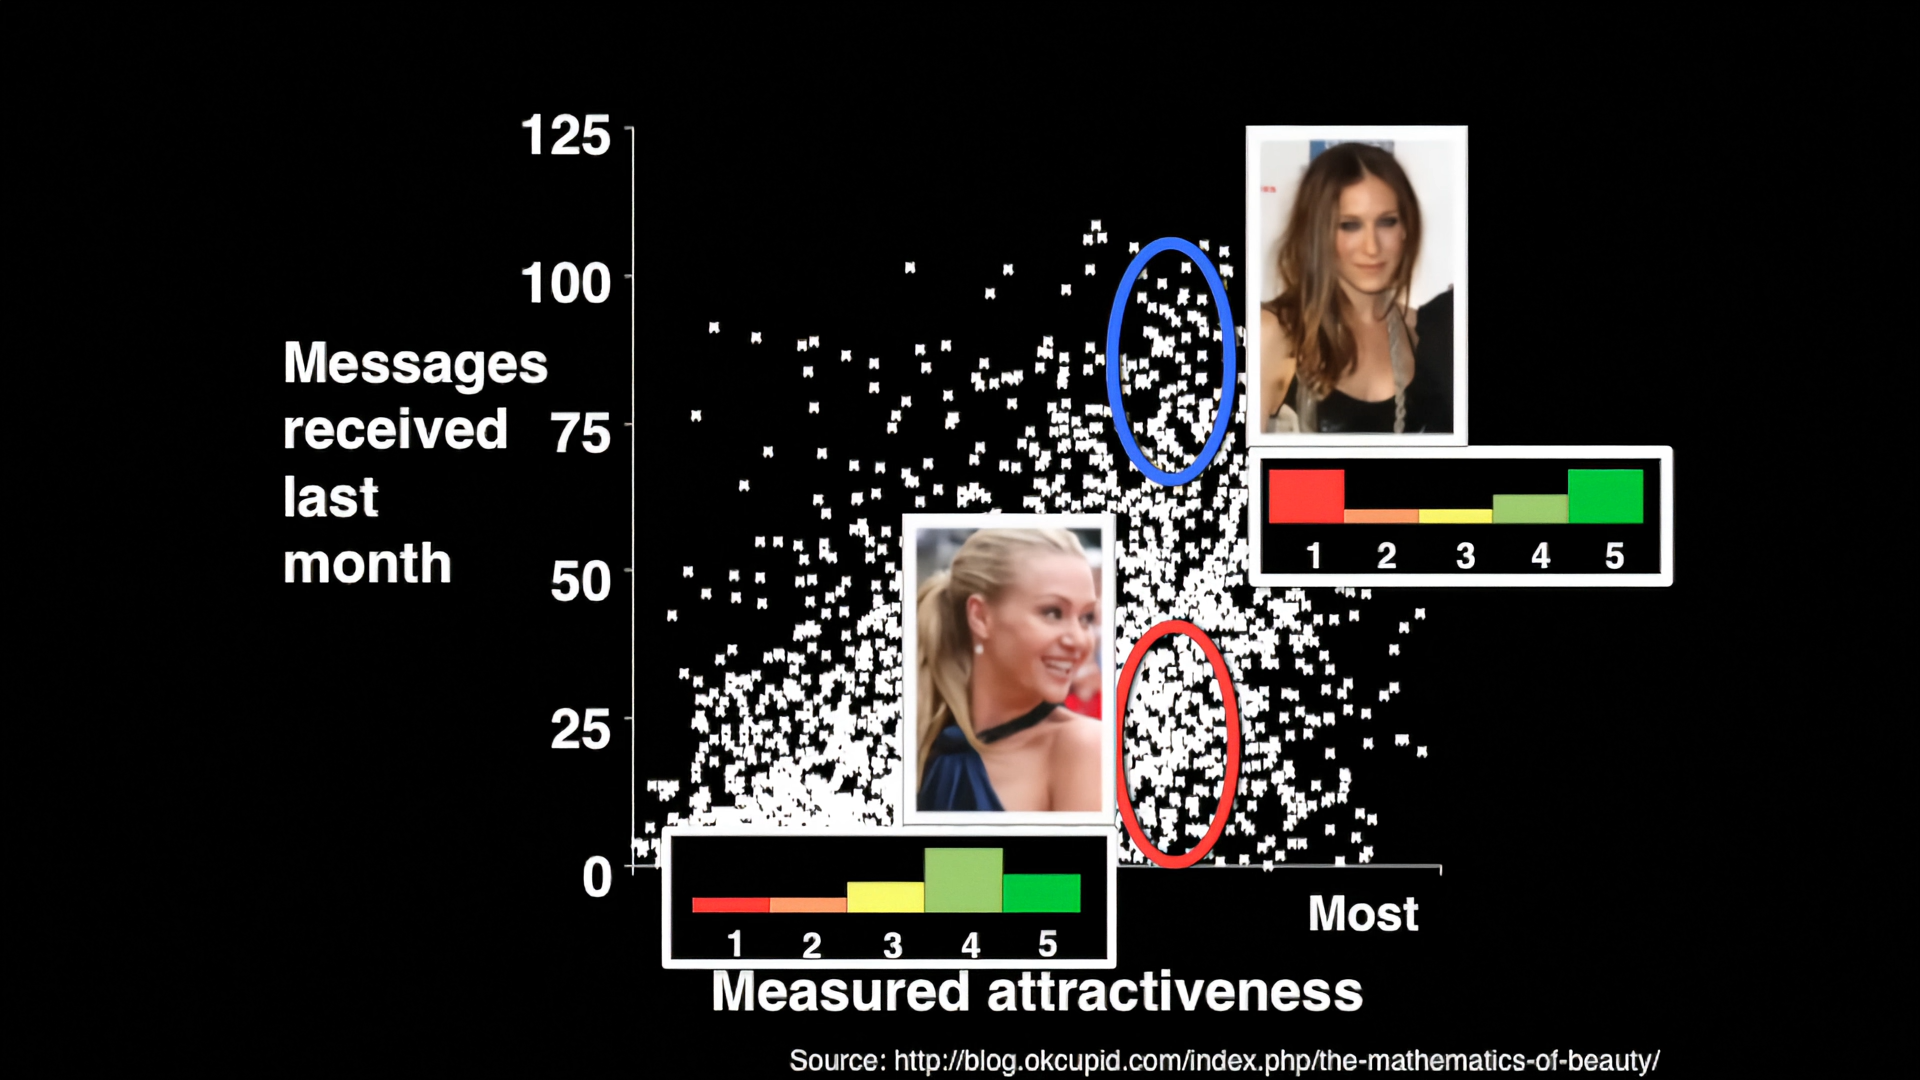 125
100
75
50
25
0
Messages
received
last
month
1 2 3 4 5
1 2 3 4 5
Most
Measured attractiveness
Source: http://blog.okcupid.com/index.php/the-mathematics-of-beauty/